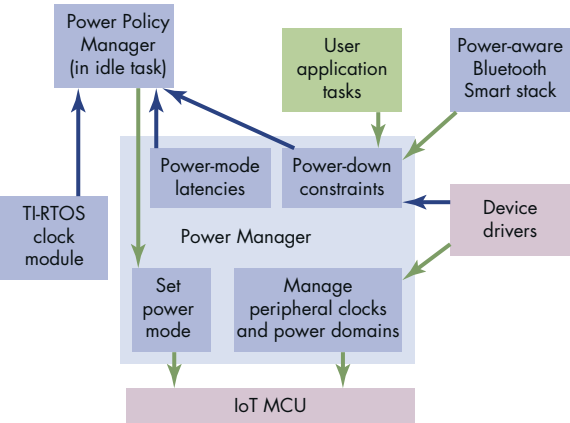 Power Policy
Manager
(in idle task)
User
application
tasks
Power-aware
Bluetooth
Smart stack
Power-mode
latencies
Power-down
constraints
TI-RTOS
clock
module
Device
drivers
Power Manager
Set
power
mode
Manage
peripheral clocks
and power domains
IoT MCU